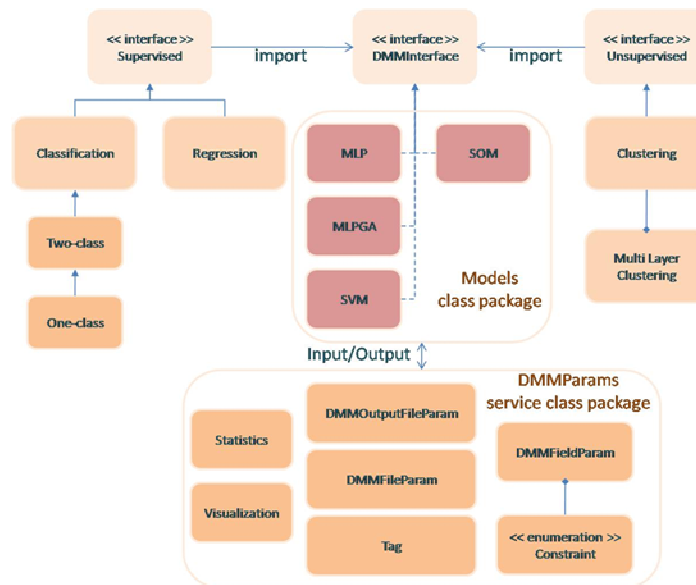 << interface >>
Supervised
import
<< interface >>
DMMInterface
import
<< interface >>
Unsupervised
Classification
Regression
MLP
SOM
Clustering
Two-class
MLPGA
Multi Layer
Clustering
One-class
SVM
Models
class package
Input/Output
DMMParams
service class package
Statistics
DMMOutputFileParam
DMMFieldParam
Visualization
DMMFileParam
Tag
<< enumeration >>
Constraint